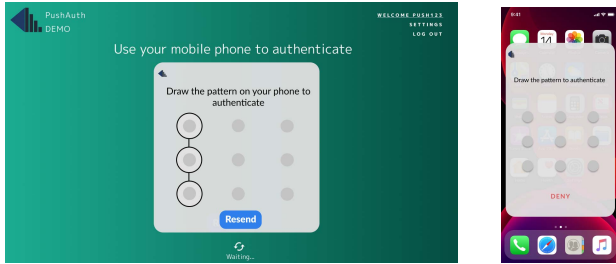 PushAuth
DEMO
WELCOME PUSH123
SETTINGS
LOG OUT
Use your mobile phone to authenticate
Draw the pattern on your phone to
authenticate
Resend
Waiting...
9:41
14
Draw the pattern to authenticate
DENY